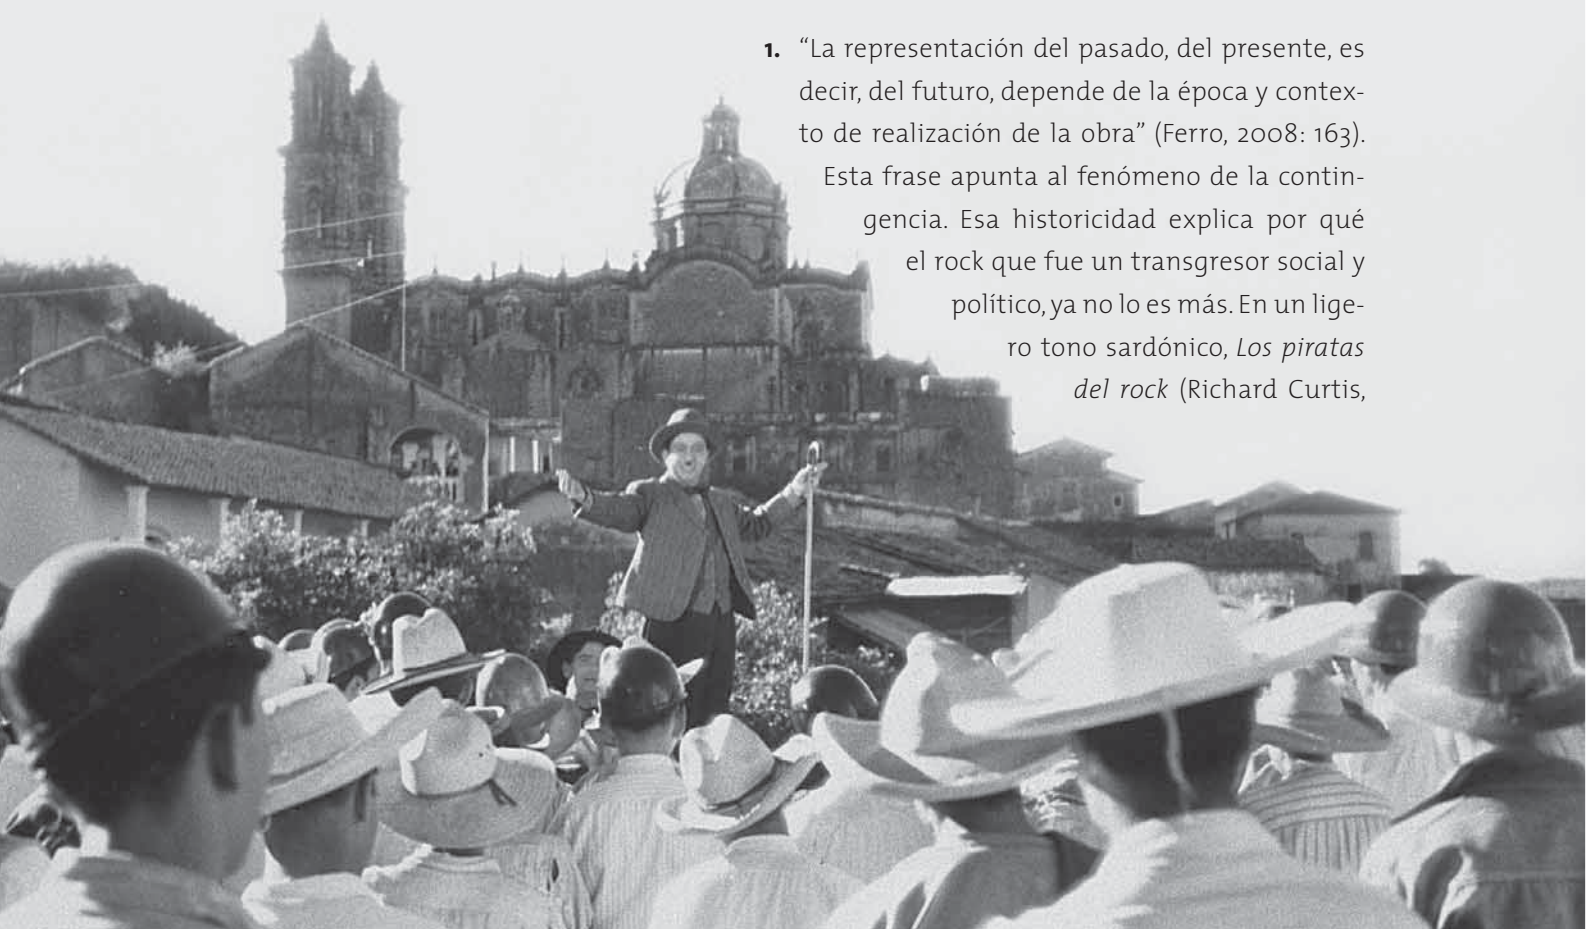 1. “La representación del pasado, del presente, es
decir, del futuro, depende de la época y contex-
to de realización de la obra” (Ferro, 2008: 163).
Esta frase apunta al fenómeno de la contin-
gencia. Esa historicidad explica por qué
el rock que fue un transgresor social y
político, ya no lo es más. En un lige-
ro tono sardónico, Los piratas
del rock (Richard Curtis,